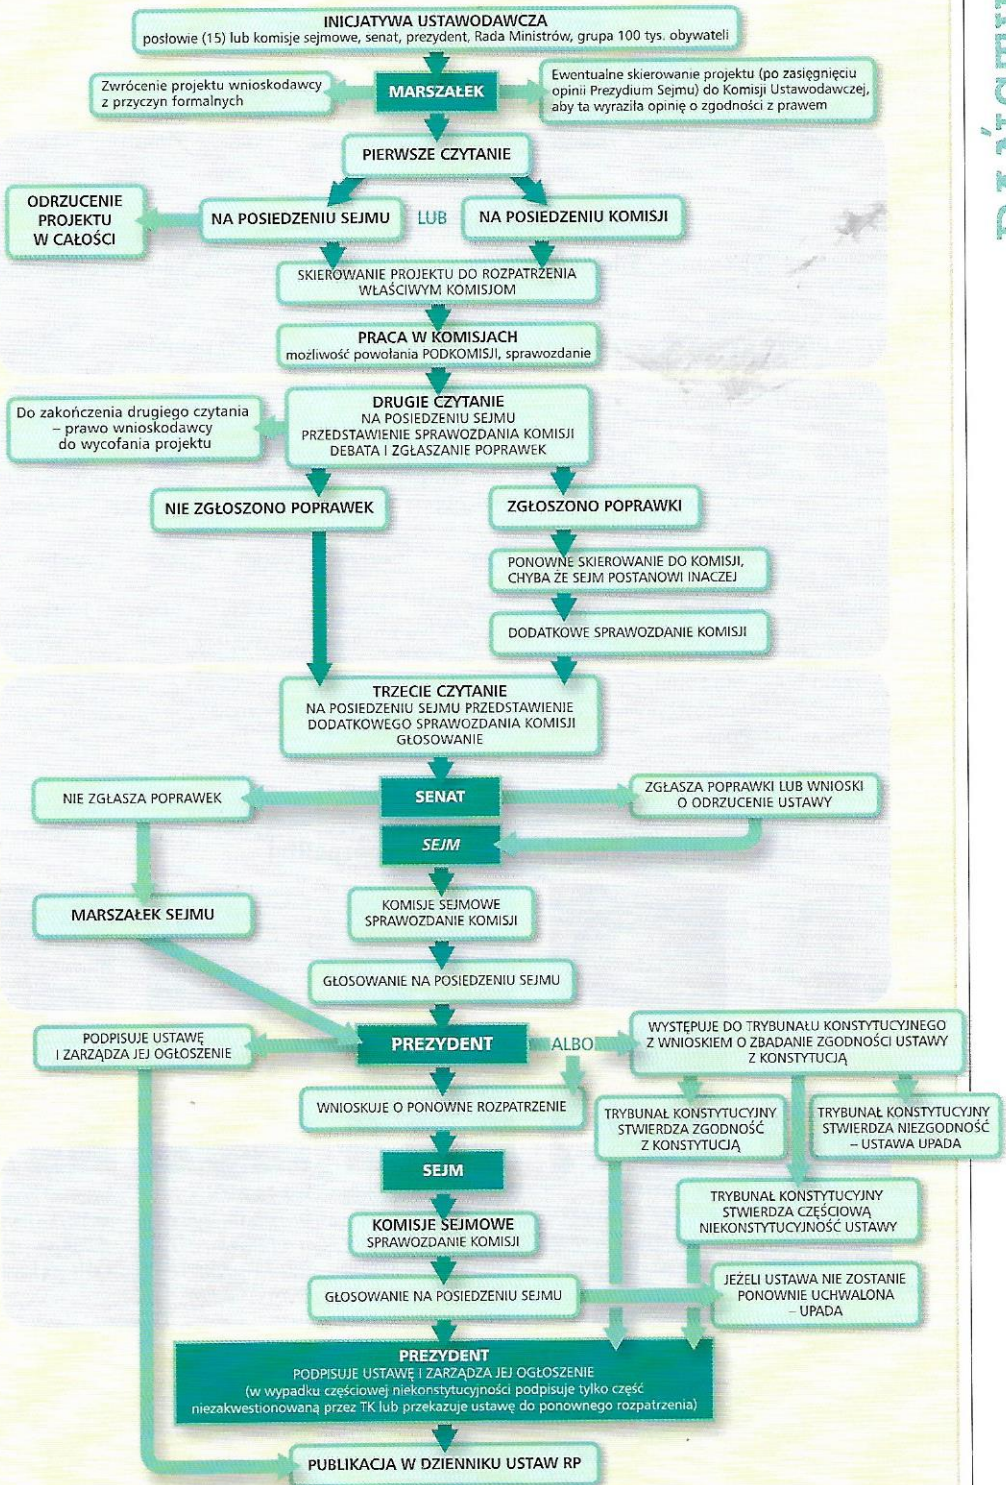 INICJATYWA USTAWODAWCZA
posłowie (15) lub komisje sejmowe, senat, prezydent, Rada Ministrów, grupa 100 tys. obywateli
Zwrócenie projektu wnioskodawcy
z przyczyn formalnych
MARSZAŁEK
Ewentualne skierowanie projektu (po zasięgnięciu
opinii Prezydium Sejmu) do Komisji Ustawodawczej,
aby ta wyraziła opinię o zgodności z prawem
PIERWSZE CZYTANIE
ODRZUCENIE
PROJEKTU
W CAŁOŚCI
NA POSIEDZENIU SEJMU
LUB
NA POSIEDZENIU KOMISJI
SKIEROWANIE PROJEKTU DO ROZPATRZENIA
WŁAŚCIWYM KOMISJOM
PRACA W KOMISJACH
możliwość powołania PODKOMISJI, sprawozdanie
Do zakończenia drugiego czytania
– prawo wnioskodawcy
do wycofania projektu
DRUGIE CZYTANIE
NA POSIEDZENIU SEJMU
PRZEDSTAWIENIE SPRAWOZDANIA KOMISJI
DEBATA I ZGŁASZANIE POPRAWEK
NIE ZGŁOSZONO POPRAWEK
ZGŁOSZONO POPRAWKI
PONOWNE SKIEROWANIE DO KOMISJI,
CHYBA ŻE SEJM POSTANOWI INACZEJ
DODATKOWE SPRAWOZDANIE KOMISJI
TRZECIE CZYTANIE
NA POSIEDZENIU SEJMU PRZEDSTAWIENIE
DODATKOWEGO SPRAWOZDANIA KOMISJI
GŁOSOWANIE
NIE ZGŁASZA POPRAWEK
SENAT
ZGŁASZA POPRAWKI LUB WNIOSKI
O ODRZUCENIE USTAWY
SEJM
MARSZAŁEK SEJMU
KOMISJE SEJMOWE
SPRAWOZDANIE KOMISJI
GŁOSOWANIE NA POSIEDZENIU SEJMU
PODPISUJE USTAWĘ
I ZARZĄDZA JEJ OGŁOSZENIE
PREZYDENT
ALBO
WYSTĘPUJE DO TRYBUNAŁU KONSTYTUCYJNEGO
Z WNIOSKIEM O ZBADANIE ZGODNOŚCI USTAWY
Z KONSTYTUCJĄ
WNIOSKUJE O PONOWNE ROZPATRZENIE
TRYBUNAŁ KONSTYTUCYJNY
STWIERDZA ZGODNOŚĆ
Z KONSTYTUCJĄ
TRYBUNAŁ KONSTYTUCYJNY
STWIERDZA NIEZGODNOŚĆ
– USTAWA UPADA
SEJM
TRYBUNAŁ KONSTYTUCYJNY
STWIERDZA CZĘŚCIOWĄ
NIEKONSTYTUCYJNOŚĆ USTAWY
KOMISJE SEJMOWE
SPRAWOZDANIE KOMISJI
GŁOSOWANIE NA POSIEDZENIU SEJMU
JEŻELI USTAWA NIE ZOSTANIE
PONOWNIE UCHWALONA
– UPADA
PREZYDENT
PODPISUJE USTAWĘ I ZARZĄDZA JEJ OGŁOSZENIE
(w wypadku częściowej niekonstytucyjności podpisuje tylko część
niezakwestionowaną przez TK lub przekazuje ustawę do ponownego rozpatrzenia)
PUBLIKACJA W DZIENNIKU USTAW RP